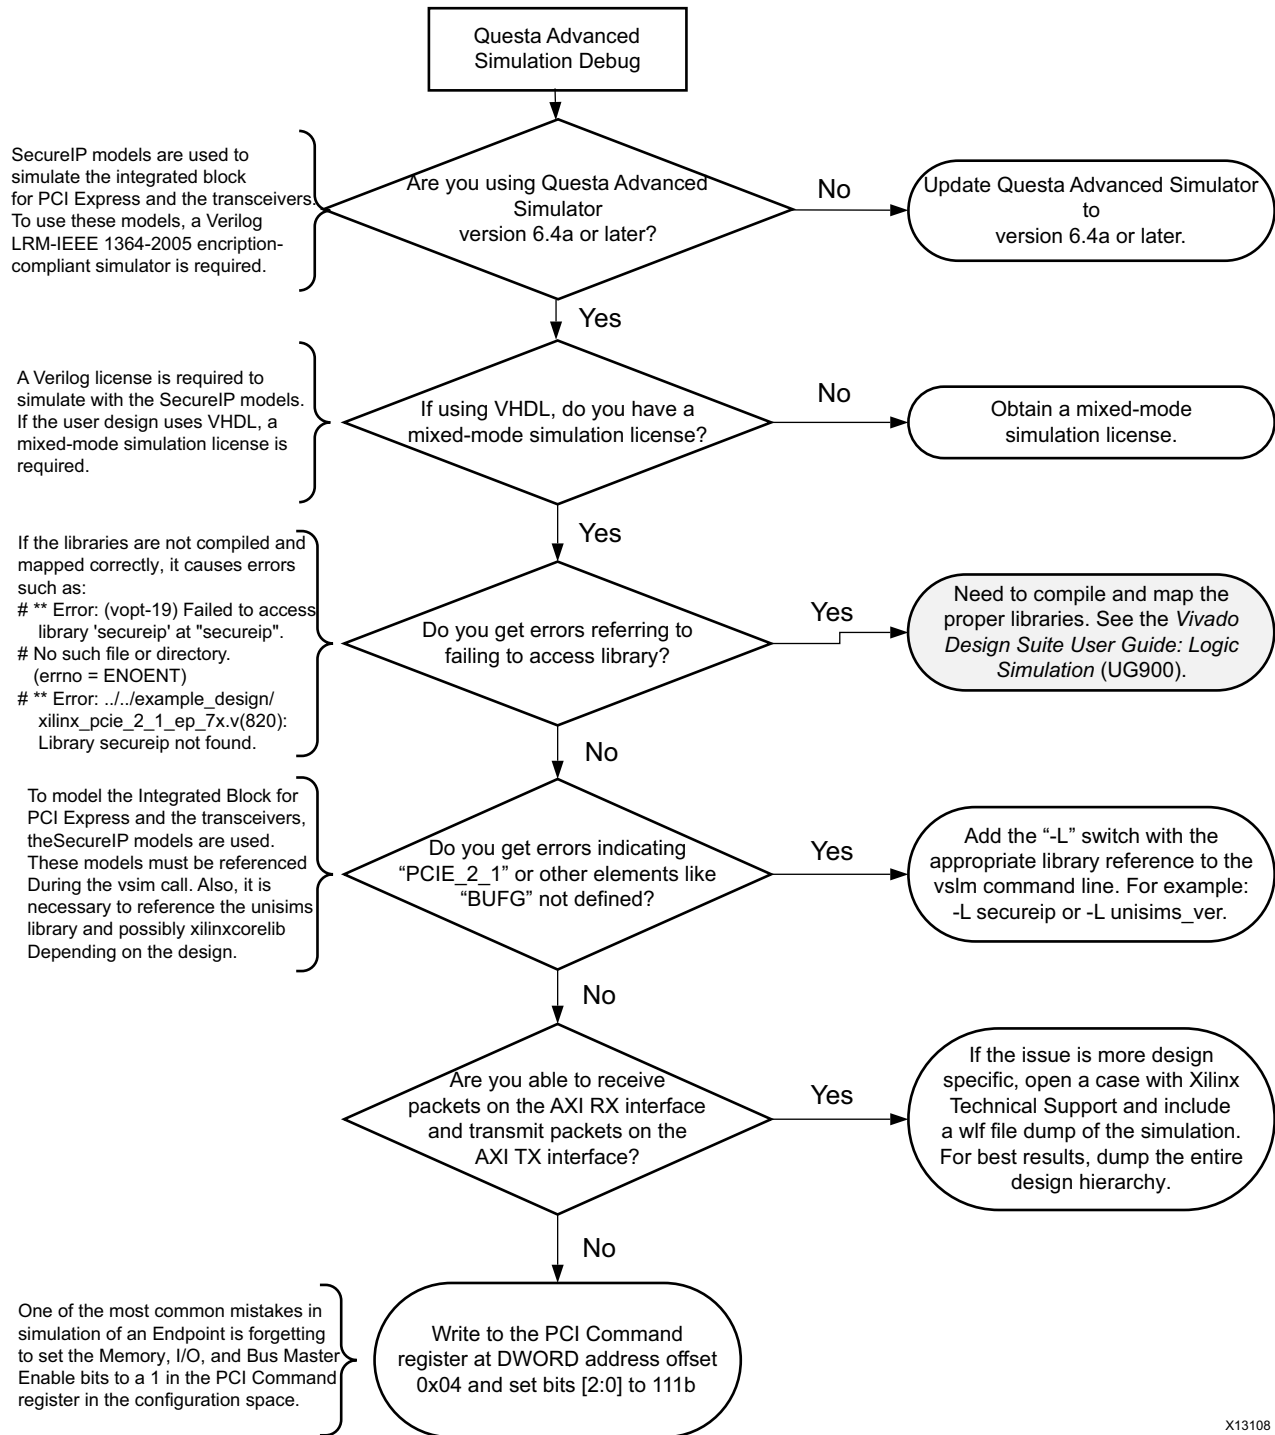 Questa Advanced
Simulation Debug
SecureIP models are used to
simulate the integrated block
for PCI Express and the transceivers.
To use these models, a Verilog
LRM-IEEE 1364-2005 encription-
compliant simulator is required.
Are you using Questa Advanced
Simulator
version 6.4a or later?
No
Update Questa Advanced Simulator
to
version 6.4a or later.
Yes
A Verilog license is required to
simulate with the SecureIP models.
If the user design uses VHDL, a
mixed-mode simulation license is
required.
If using VHDL, do you have a
mixed-mode simulation license?
No
Obtain a mixed-mode
simulation license.
Yes
If the libraries are not compiled and
mapped correctly, it causes errors
such as:
# ** Error: (vopt-19) Failed to access
library 'secureip' at "secureip".
# No such file or directory.
(errno = ENOENT)
# ** Error: ../../example_design/
xilinx_pcie_2_1_ep_7x.v(820):
Library secureip not found.
Do you get errors referring to
failing to access library?
Yes
Need to compile and map the
proper libraries. See the Vivado
Design Suite User Guide: Logic
Simulation (UG900).
No
To model the Integrated Block for
PCI Express and the transceivers,
theSecureIP models are used.
These models must be referenced
During the vsim call. Also, it is
necessary to reference the unisims
library and possibly xilinxcorelib
Depending on the design.
Do you get errors indicating
“PCIE_2_1” or other elements like
“BUFG” not defined?
Yes
Add the “-L” switch with the
appropriate library reference to the
vslm command line. For example:
-L secureip or -L unisims_ver.
No
Are you able to receive
packets on the AXI RX interface
and transmit packets on the
AXI TX interface?
Yes
If the issue is more design
specific, open a case with Xilinx
Technical Support and include
a wlf file dump of the simulation.
For best results, dump the entire
design hierarchy.
No
One of the most common mistakes in
simulation of an Endpoint is forgetting
to set the Memory, I/O, and Bus Master
Enable bits to a 1 in the PCI Command
register in the configuration space.
Write to the PCI Command
register at DWORD address offset
0x04 and set bits [2:0] to 111b
X13108